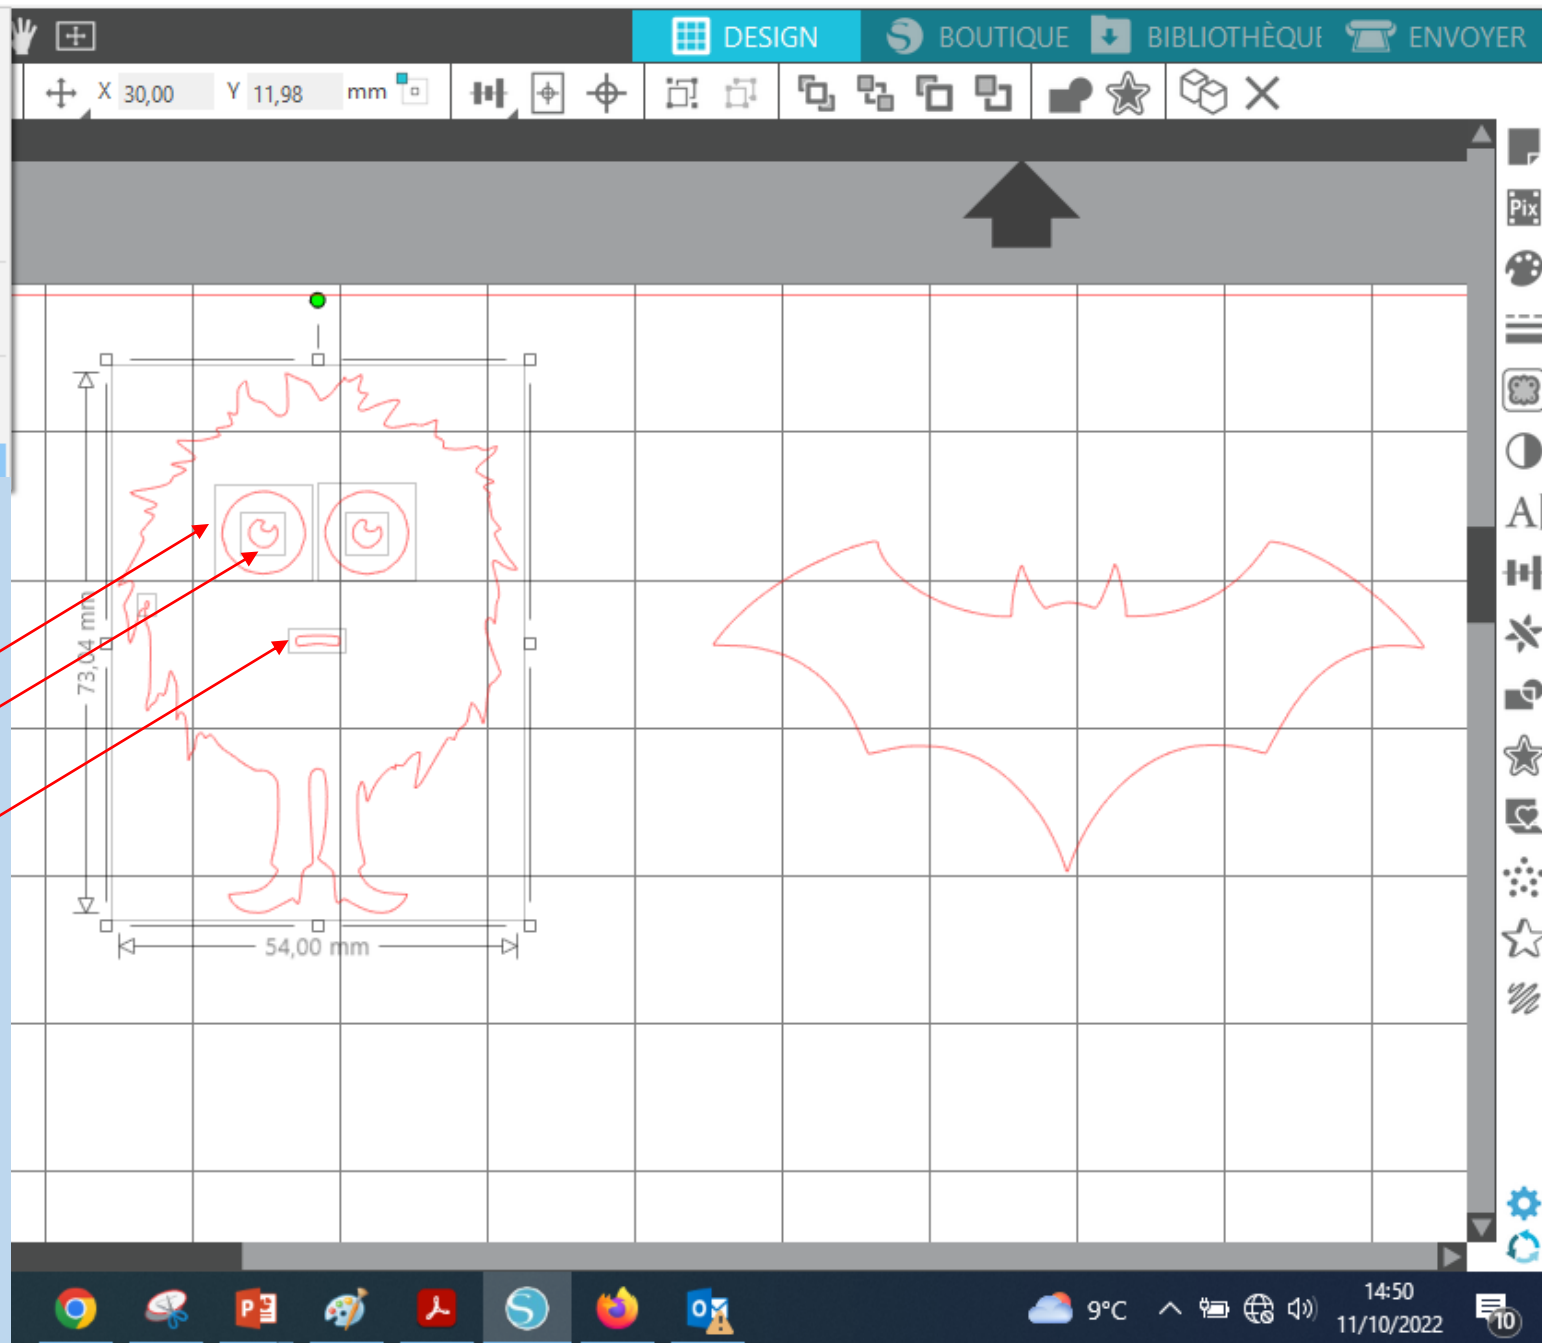 DESIGN
BOUTIQUE
BIBLIOTHÈQUE
ENVOYER
X 30,00 Y 11,98 mm
Pix
A
73,04 mm
54,00 mm
9°C
14:50
11/10/2022
10